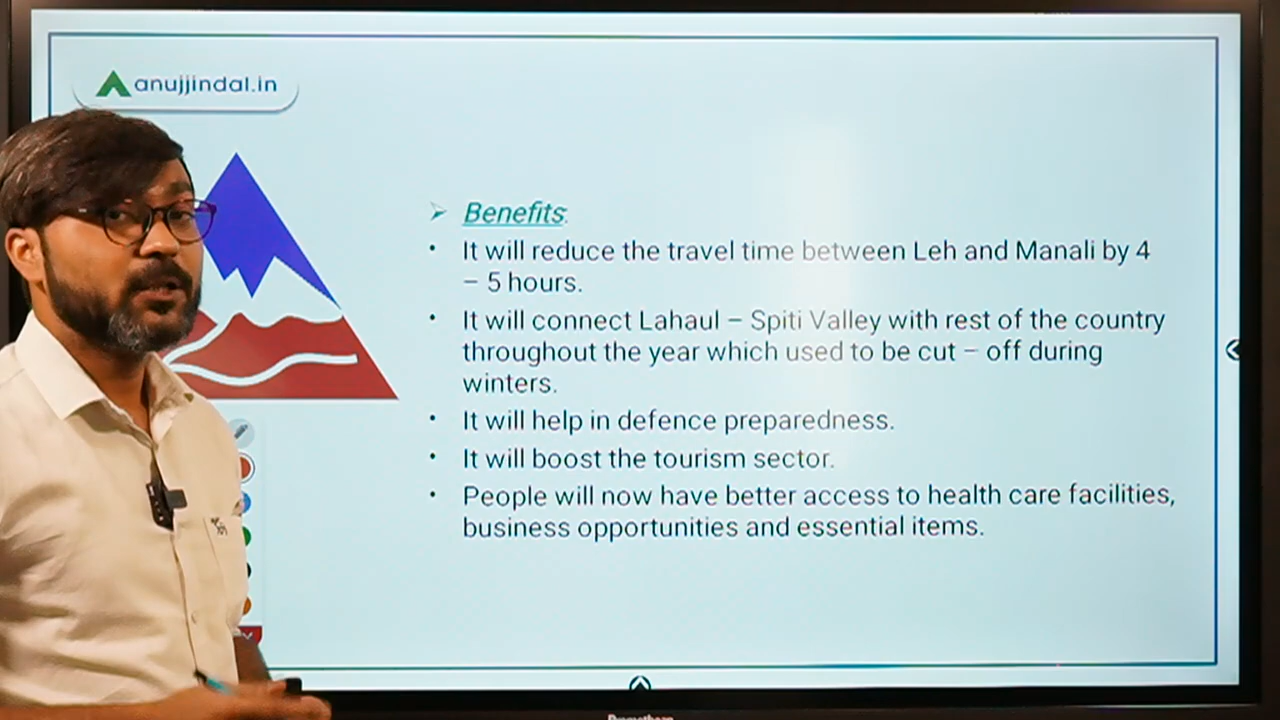 anujjindal.in
Benefits:
It will reduce the travel time between Leh and Manali by 4
– 5 hours.
It will connect Lahaul – Spiti Valley with rest of the country
throughout the year which used to be cut – off during
winters.
It will help in defence preparedness.
It will boost the tourism sector.
People will now have better access to health care facilities,
business opportunities and essential items.